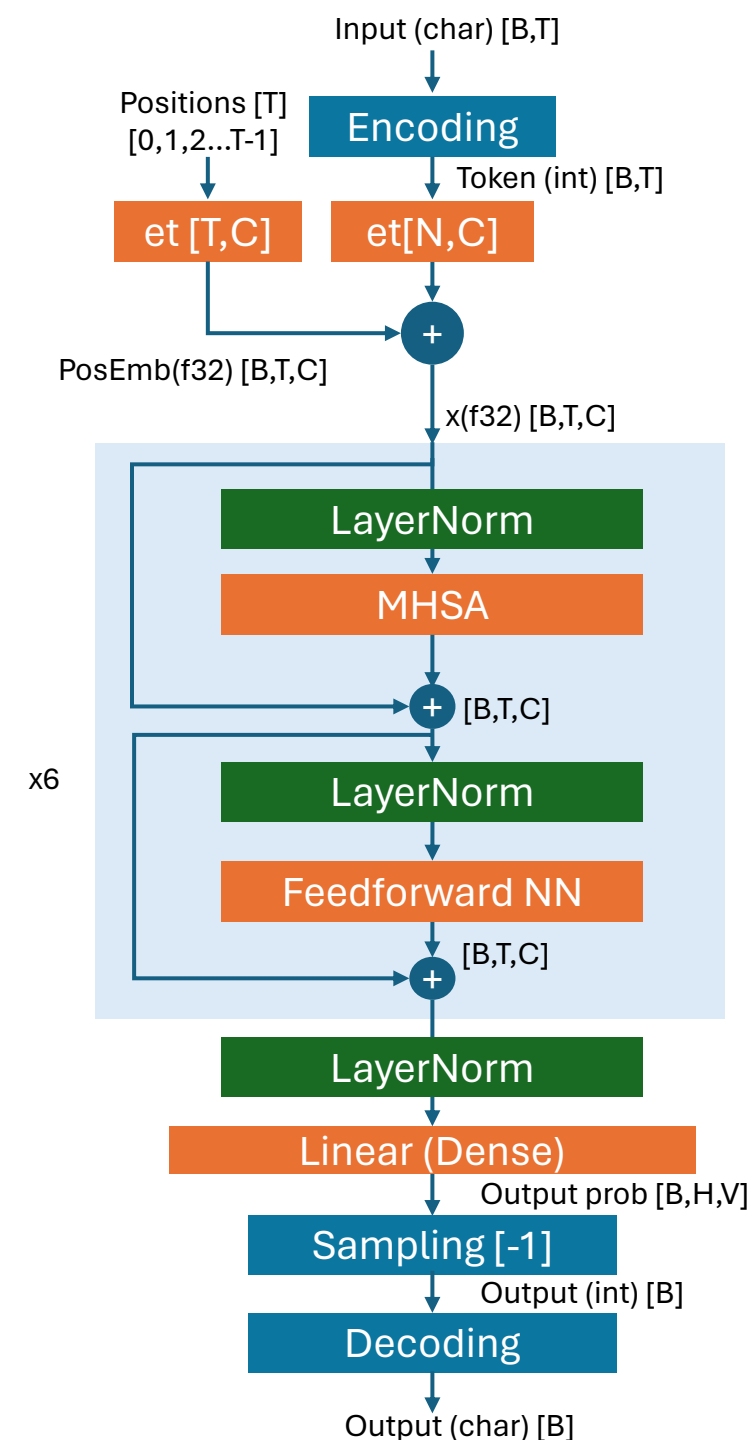 Input (char) [B,T]
Positions [T]
[0,1,2...T-1]
Encoding
Token (int) [B,T]
et [T,C]
et[N,C]
+
PosEmb(f32) [B,T,C]
x(f32) [B,T,C]
LayerNorm
MHSA
+
[B,T,C]
x6
LayerNorm
Feedforward NN
[B,T,C]
+
LayerNorm
Linear (Dense)
Output prob [B,H,V]
Sampling [-1]
Output (int) [B]
Decoding
Output (char) [B]